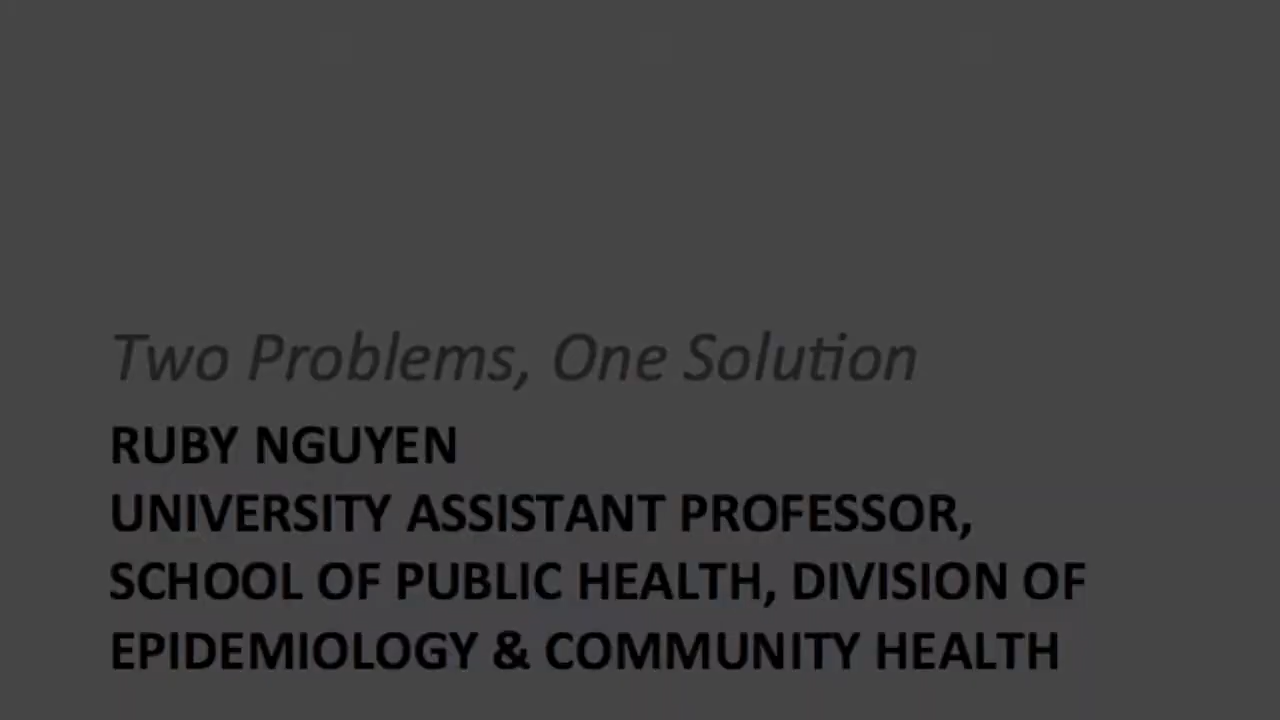 Two Problems, One Solution
RUBY NGUYEN
UNIVERSITY ASSISTANT PROFESSOR,
SCHOOL OF PUBLIC HEALTH, DIVISION OF
EPIDEMIOLOGY & COMMUNITY HEALTH